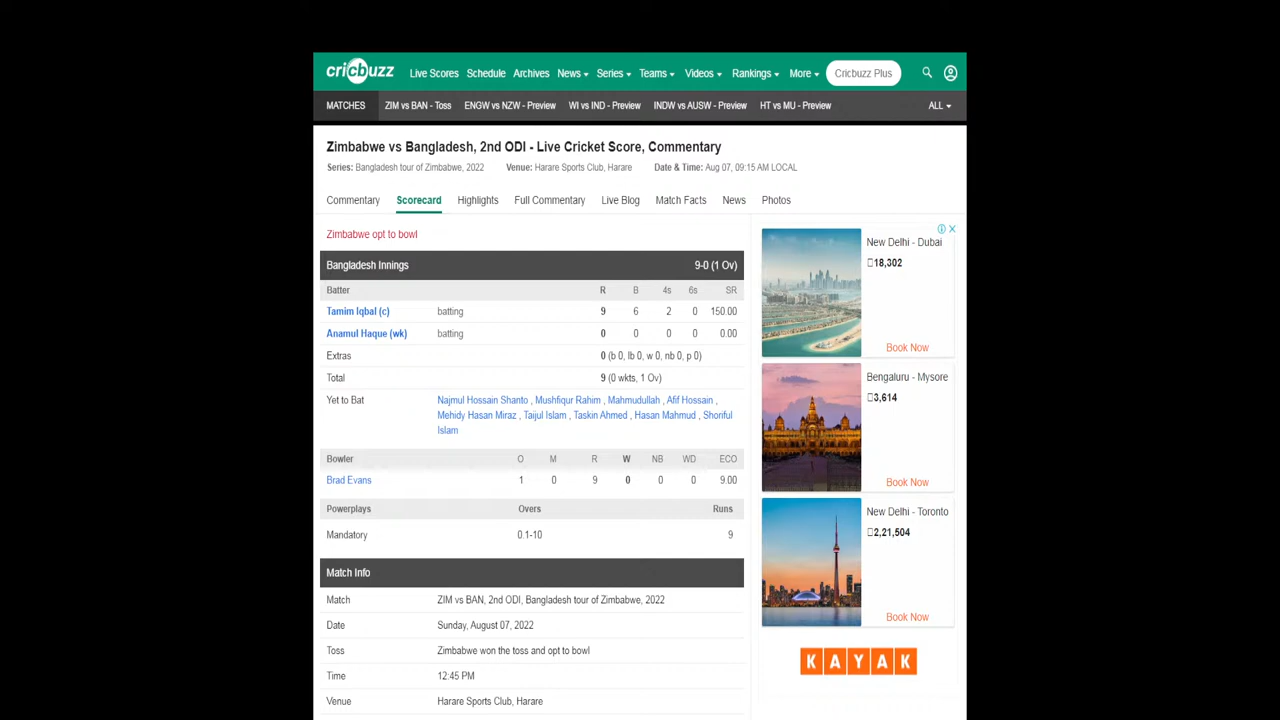 cricbuzz Live Scores Schedule Archives News Series Teams Videos Rankings More Cricbuzz Plus
MATCHES ZIM vs BAN - Toss ENGW vs NZW - Preview WI vs IND - Preview INDW vs AUSW - Preview HT vs MU - Preview ALL
Zimbabwe vs Bangladesh, 2nd ODI - Live Cricket Score, Commentary
Series: Bangladesh tour of Zimbabwe, 2022 Venue: Harare Sports Club, Harare Date & Time: Aug 07, 09:15 AM LOCAL
Commentary Scorecard Highlights Full Commentary Live Blog Match Facts News Photos
Zimbabwe opt to bowl
Bangladesh Innings 9-0 (1 Ov)
Batter R B 4s 6s SR
Tamim Iqbal (c) batting 9 6 2 0 150.00
Anamul Haque (wk) batting 0 0 0 0 0.00
Extras 0 (b 0, lb 0, w 0, nb 0, p 0)
Total 9 (0 wkts, 1 Ov)
Yet to Bat Najmul Hossain Shanto , Mushfiqur Rahim , Mahmudullah , Afif Hossain ,
Mehidy Hasan Miraz , Taijul Islam , Taskin Ahmed , Hasan Mahmud , Shoriful
Islam
Bowler O M R W NB WD ECO
Brad Evans 1 0 9 0 0 0 9.00
Powerplays Overs Runs
Mandatory 0.1-10 9
Match Info
Match ZIM vs BAN, 2nd ODI, Bangladesh tour of Zimbabwe, 2022
Date Sunday, August 07, 2022
Toss Zimbabwe won the toss and opt to bowl
Time 12:45 PM
Venue Harare Sports Club, Harare
New Delhi - Dubai
18,302
Book Now
Bengaluru - Mysore
3,614
Book Now
New Delhi - Toronto
2,21,504
Book Now
KAYAK